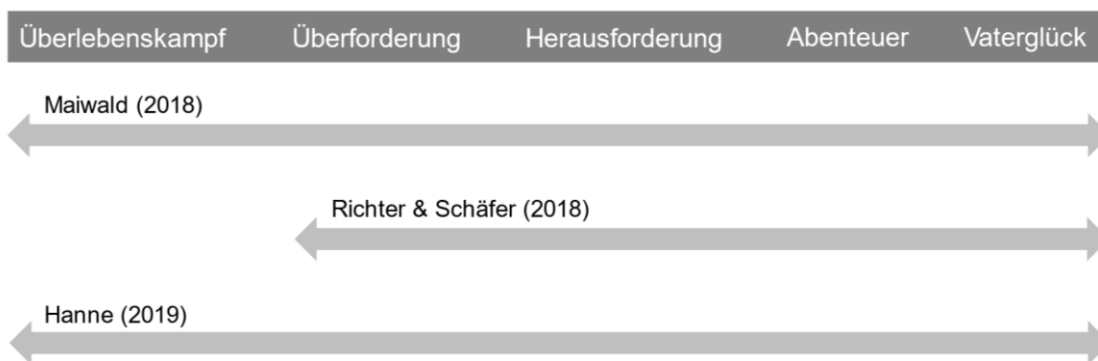 Überlebenskampf Überforderung Herausforderung Abenteuer Vaterglück
Maiwald (2018)
Richter & Schäfer (2018)
Hanne (2019)